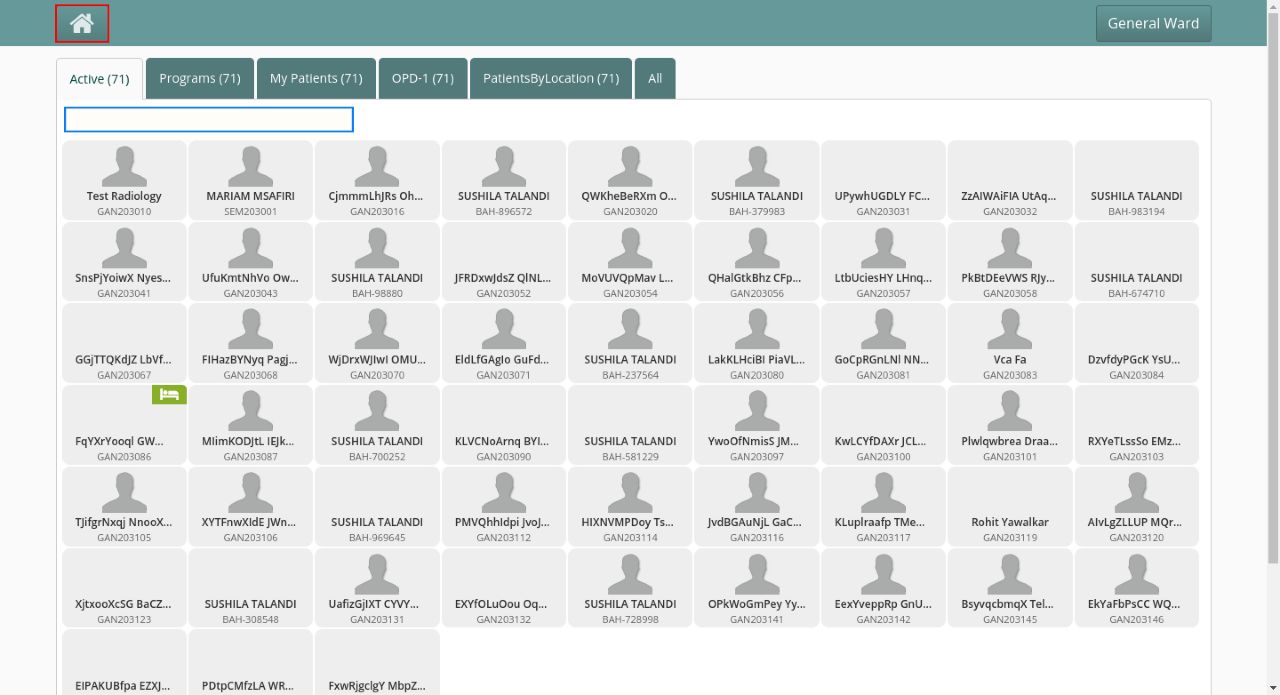 General Ward
Active (71) Programs (71) My Patients (71) OPD-1 (71) PatientsByLocation (71) All
Test Radiology MARIAM MSAFIRI CjmmmLhJRs Oh... SUSHILA TALANDI QWKheBeRXm O... SUSHILA TALANDI UPywhUGDLY FC... ZzAIWAiFIA UtAq... SUSHILA TALANDI
GAN203010 SEM203001 GAN203016 BAH-896572 GAN203020 BAH-379983 GAN203031 GAN203032 BAH-983194
SnsPjYoiwX Nyes... UfuKmtNhVo Ow... SUSHILA TALANDI JFRDxwJdsZ QlNL... MoVUVQpMav L... QHalGtkBhz CFp... LtbUciesHY LHnq... PkBtDEeVWS RJy... SUSHILA TALANDI
GAN203041 GAN203043 BAH-98880 GAN203052 GAN203054 GAN203056 GAN203057 GAN203058 BAH-674710
GGjTTQKdJZ LbVf... FIHazBYNyq Pagj... WjDrxWJIwI OMU... EldLfGAgIo GuFd... SUSHILA TALANDI LakKLHciBI PiaVL... GoCpRGnLNl NN... Vca Fa DzvfdyPGcK YsU...
GAN203067 GAN203068 GAN203070 GAN203071 BAH-237564 GAN203080 GAN203081 GAN203083 GAN203084
FqYXrYooql GW... MIimKODJtL IEJk... SUSHILA TALANDI KLVCNoArnq BYI... SUSHILA TALANDI YwoOfNmisS JM... KwLCYfDAXr JCL... Plwlqwbrea Draa... RXYeTLssSo EMz...
GAN203086 GAN203087 BAH-700252 GAN203090 BAH-581229 GAN203097 GAN203100 GAN203101 GAN203103
TJifgrNxqj NnooX... XYTFnwXIdE JWn... SUSHILA TALANDI PMVQhhIdpi JvoJ... HIXNVMPDoy Ts... JvdBGAuNjL GaC... KLuplraafp TMe... Rohit Yawalkar AIvLgZLLUP MQr...
GAN203105 GAN203106 BAH-969645 GAN203112 GAN203114 GAN203116 GAN203117 GAN203119 GAN203120
XjtxooXcSG BaCZ... SUSHILA TALANDI UafizGjIXT CYVY... EXYfOLuOou Oq... SUSHILA TALANDI OPkWoGmPey Yy... EexYveppRp GnU... BsyvqcbmqX Tel... EkYaFbPsCC WQ...
GAN203123 BAH-308548 GAN203131 GAN203132 BAH-728998 GAN203141 GAN203142 GAN203145 GAN203146
EIPAKUBfpa EZXJ... PDtpCMfzLA WR... FxwRjgclgY MbpZ...